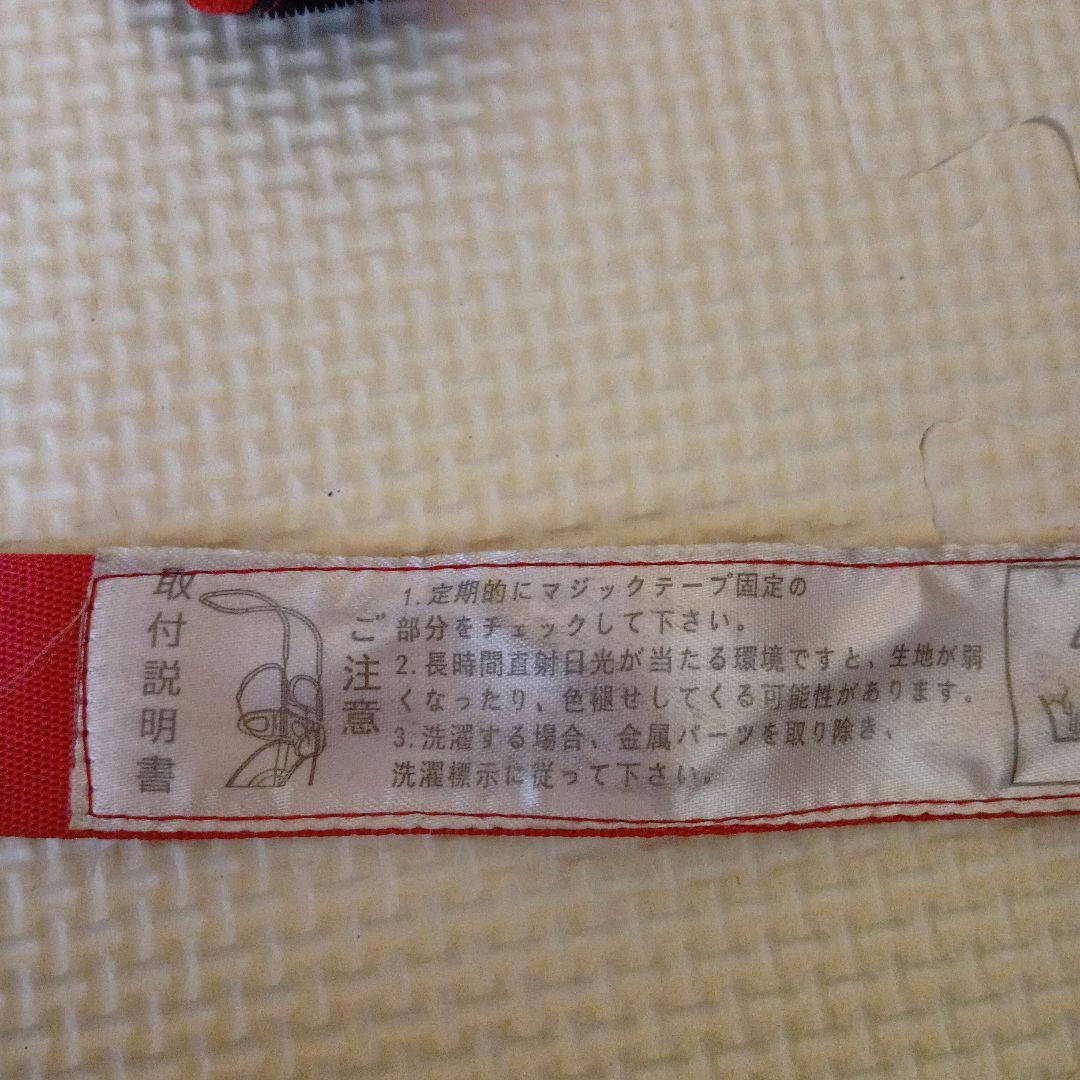 取付説明書
ご注意
1.定期的にマジックテープ固定の
部分をチェックして下さい。
2.長時間直射日光が当たる環境ですと、生地が弱
くなったり、色褪せしてくる可能性があります。
3.洗濯する場合、金属パーツを取り除き、
洗濯標示に従って下さい。